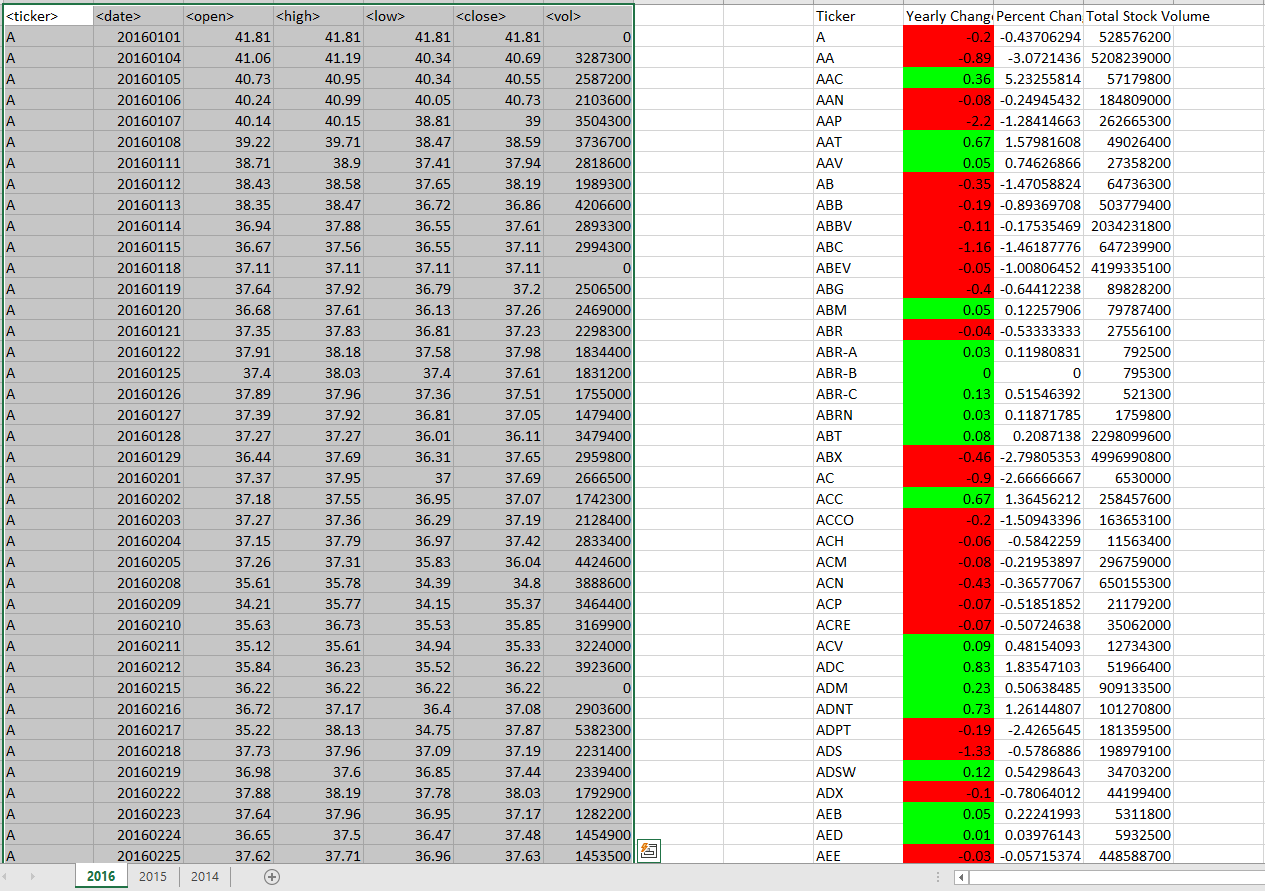 <ticker> <date> <open> <high> <low> <close> <vol> Ticker Yearly Chang Percent Chan Total Stock Volume
A 20160101 41.81 41.81 41.81 41.81 0 A -0.2 -0.43706294 528576200
A 20160104 41.06 41.19 40.34 40.69 3287300 AA -0.89 -3.0721436 5208239000
A 20160105 40.73 40.95 40.34 40.55 2587200 AAC 0.36 5.23255814 57179800
A 20160106 40.24 40.99 40.05 40.73 2103600 AAN -0.08 -0.24945432 184809000
A 20160107 40.14 40.15 38.81 39 3504300 AAP -2.2 -1.28414663 262665300
A 20160108 39.22 39.71 38.47 38.59 3736700 AAT 0.67 1.57981608 49026400
A 20160111 38.71 38.9 37.41 37.94 2818600 AAV 0.05 0.74626866 27358200
A 20160112 38.43 38.58 37.65 38.19 1989300 AB -0.35 -1.47058824 64736300
A 20160113 38.35 38.47 36.72 36.86 4206600 ABB -0.19 -0.89369708 503779400
A 20160114 36.94 37.88 36.55 37.61 2893300 ABBV -0.11 -0.17535469 2034231800
A 20160115 36.67 37.56 36.55 37.11 2994300 ABC -1.16 -1.46187776 647239900
A 20160118 37.11 37.11 37.11 37.11 0 ABEV -0.05 -1.00806452 4199335100
A 20160119 37.64 37.92 36.79 37.2 2506500 ABG -0.4 -0.64412238 89828200
A 20160120 36.68 37.61 36.13 37.26 2469000 ABM 0.05 0.12257906 79787400
A 20160121 37.35 37.83 36.81 37.23 2298300 ABR -0.04 -0.53333333 27556100
A 20160122 37.91 38.18 37.58 37.98 1834400 ABR-A 0.03 0.11980831 792500
A 20160125 37.4 38.03 37.4 37.61 1831200 ABR-B 0 0 795300
A 20160126 37.89 37.96 37.36 37.51 1755000 ABR-C 0.13 0.51546392 521300
A 20160127 37.39 37.92 36.81 37.05 1479400 ABRN 0.03 0.11871785 1759800
A 20160128 37.27 37.27 36.01 36.11 3479400 ABT 0.08 0.2087138 2298099600
A 20160129 36.44 37.69 36.31 37.65 2959800 ABX -0.46 -2.79805353 4996990800
A 20160201 37.37 37.95 37 37.69 2666500 AC -0.9 -2.66666667 6530000
A 20160202 37.18 37.55 36.95 37.07 1742300 ACC 0.67 1.36456212 258457600
A 20160203 37.27 37.36 36.29 37.19 2128400 ACCO -0.2 -1.50943396 163653100
A 20160204 37.15 37.79 36.97 37.42 2833400 ACH -0.06 -0.5842259 11563400
A 20160205 37.26 37.31 35.83 36.04 4424600 ACM -0.08 -0.21953897 296759000
A 20160208 35.61 35.78 34.39 34.8 3888600 ACN -0.43 -0.36577067 650155300
A 20160209 34.21 35.77 34.15 35.37 3464400 ACP -0.07 -0.51851852 21179200
A 20160210 35.63 36.73 35.53 35.85 3169900 ACRE -0.07 -0.50724638 35062000
A 20160211 35.12 35.61 34.94 35.33 3224000 ACV 0.09 0.48154093 12734300
A 20160212 35.84 36.23 35.52 36.22 3923600 ADC 0.83 1.83547103 51966400
A 20160215 36.22 36.22 36.22 36.22 0 ADM 0.23 0.50638485 909133500
A 20160216 36.72 37.17 36.4 37.08 2903600 ADNT 0.73 1.26144807 101270800
A 20160217 35.22 38.13 34.75 37.87 5382300 ADPT -0.19 -2.4265645 181359500
A 20160218 37.73 37.96 37.09 37.19 2231400 ADS -1.33 -0.5786886 198979100
A 20160219 36.98 37.6 36.85 37.44 2339400 ADSW 0.12 0.54298643 34703200
A 20160222 37.88 38.19 37.78 38.03 1792900 ADX -0.1 -0.78064012 44199400
A 20160223 37.64 37.96 36.95 37.17 1282200 AEB 0.05 0.22241993 5311800
A 20160224 36.65 37.5 36.47 37.48 1454900 AED 0.01 0.03976143 5932500
A 20160225 37.62 37.71 36.96 37.63 1453500 AEE -0.03 -0.05715374 448588700
2016 2015 2014